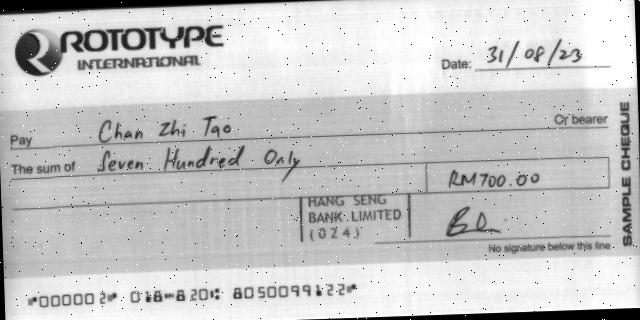 ROTOTYPE
INTERNATIONAL
Date: 31/08/23
Pay Chan Zhi Tao Or bearer
The sum of Seven Hundred Only
RM700.00
HANG SENG
BANK LIMITED
(024)
No signature below this line
SAMPLE CHEQUE
⑈000002⑈ 018⑉820⑆ 805009912⑈